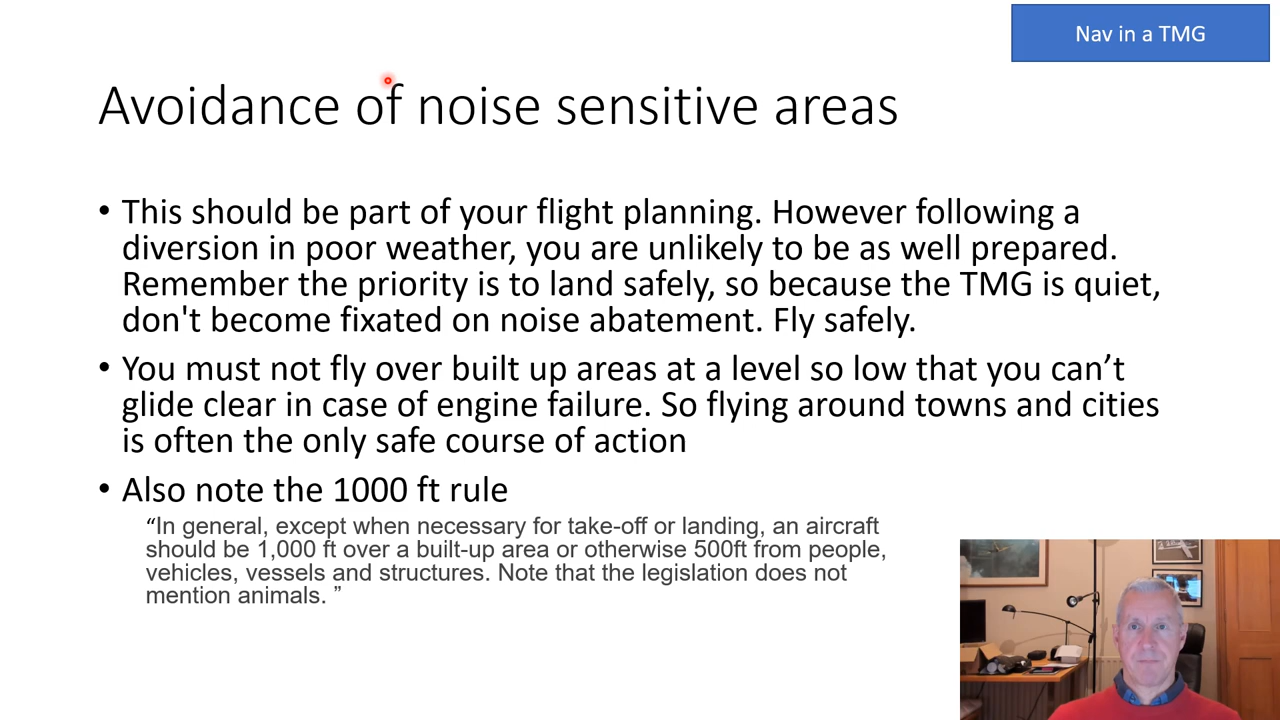 Nav in a TMG
Avoidance of noise sensitive areas
• This should be part of your flight planning. However following a
diversion in poor weather, you are unlikely to be as well prepared.
Remember the priority is to land safely, so because the TMG is quiet,
don't become fixated on noise abatement. Fly safely.
• You must not fly over built up areas at a level so low that you can’t
glide clear in case of engine failure. So flying around towns and cities
is often the only safe course of action
• Also note the 1000 ft rule
“In general, except when necessary for take-off or landing, an aircraft
should be 1,000 ft over a built-up area or otherwise 500ft from people,
vehicles, vessels and structures. Note that the legislation does not
mention animals. ”